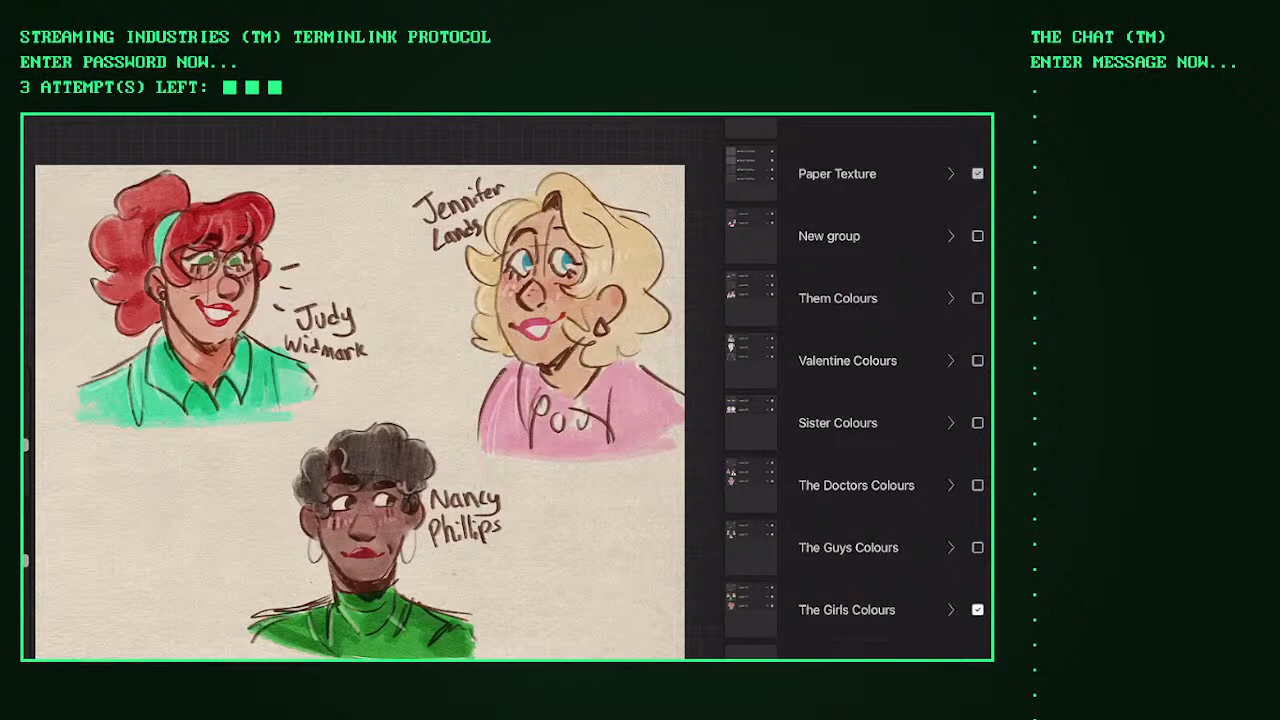 STREAMING INDUSTRIES (TM) TERMINLINK PROTOCOL
ENTER PASSWORD NOW...
3 ATTEMPT(S) LEFT:
THE CHAT (TM)
ENTER MESSAGE NOW...
Judy
Widmark
Jennifer
Lands
Nancy
Phillips
Paper Texture
New group
Them Colours
Valentine Colours
Sister Colours
The Doctors Colours
The Guys Colours
The Girls Colours